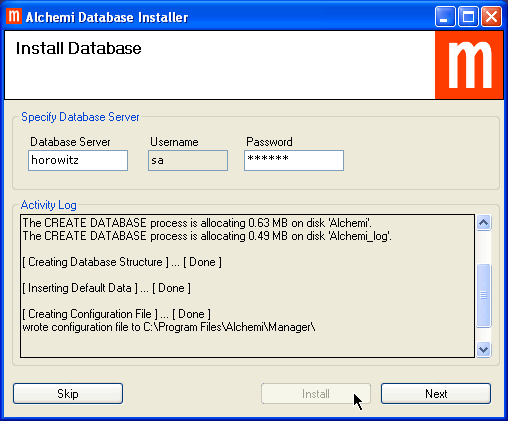 m Alchemi Database Installer
Install Database
m
Specify Database Server
Database Server Username Password
horowitz sa ******
Activity Log
The CREATE DATABASE process is allocating 0.63 MB on disk 'Alchemi'.
The CREATE DATABASE process is allocating 0.49 MB on disk 'Alchemi_log'.
[ Creating Database Structure ] ... [ Done ]
[ Inserting Default Data ] ... [ Done ]
[ Creating Configuration File ] ... [ Done ]
wrote configuration file to C:\Program Files\Alchemi\Manager\
Skip Install Next